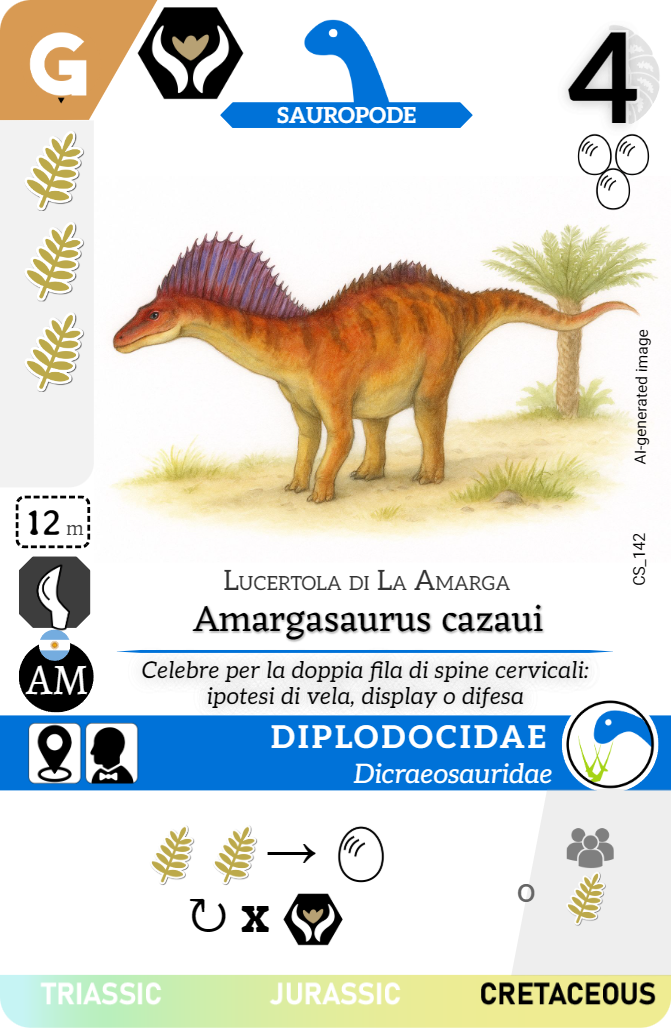 G
SAUROPODE
4
AI-generated image
12 m
CS_142
AM
Lucertola di La Amarga
Amargasaurus cazaui
Celebre per la doppia fila di spine cervicali:
ipotesi di vela, display o difesa
DIPLODOCIDAE
Dicraeosauridae
o
x
TRIASSIC JURASSIC CRETACEOUS